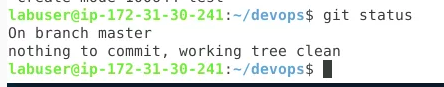 labuser@ip-172-31-30-241:~/devops$ git status
On branch master
nothing to commit, working tree clean
labuser@ip-172-31-30-241:~/devops$